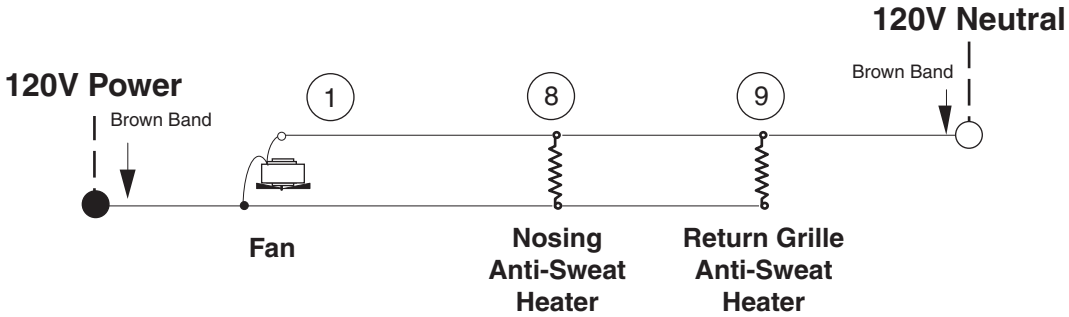 120V Neutral
120V Power
Brown Band
Brown Band
1
8
9
Fan
Nosing
Anti-Sweat
Heater
Return Grille
Anti-Sweat
Heater